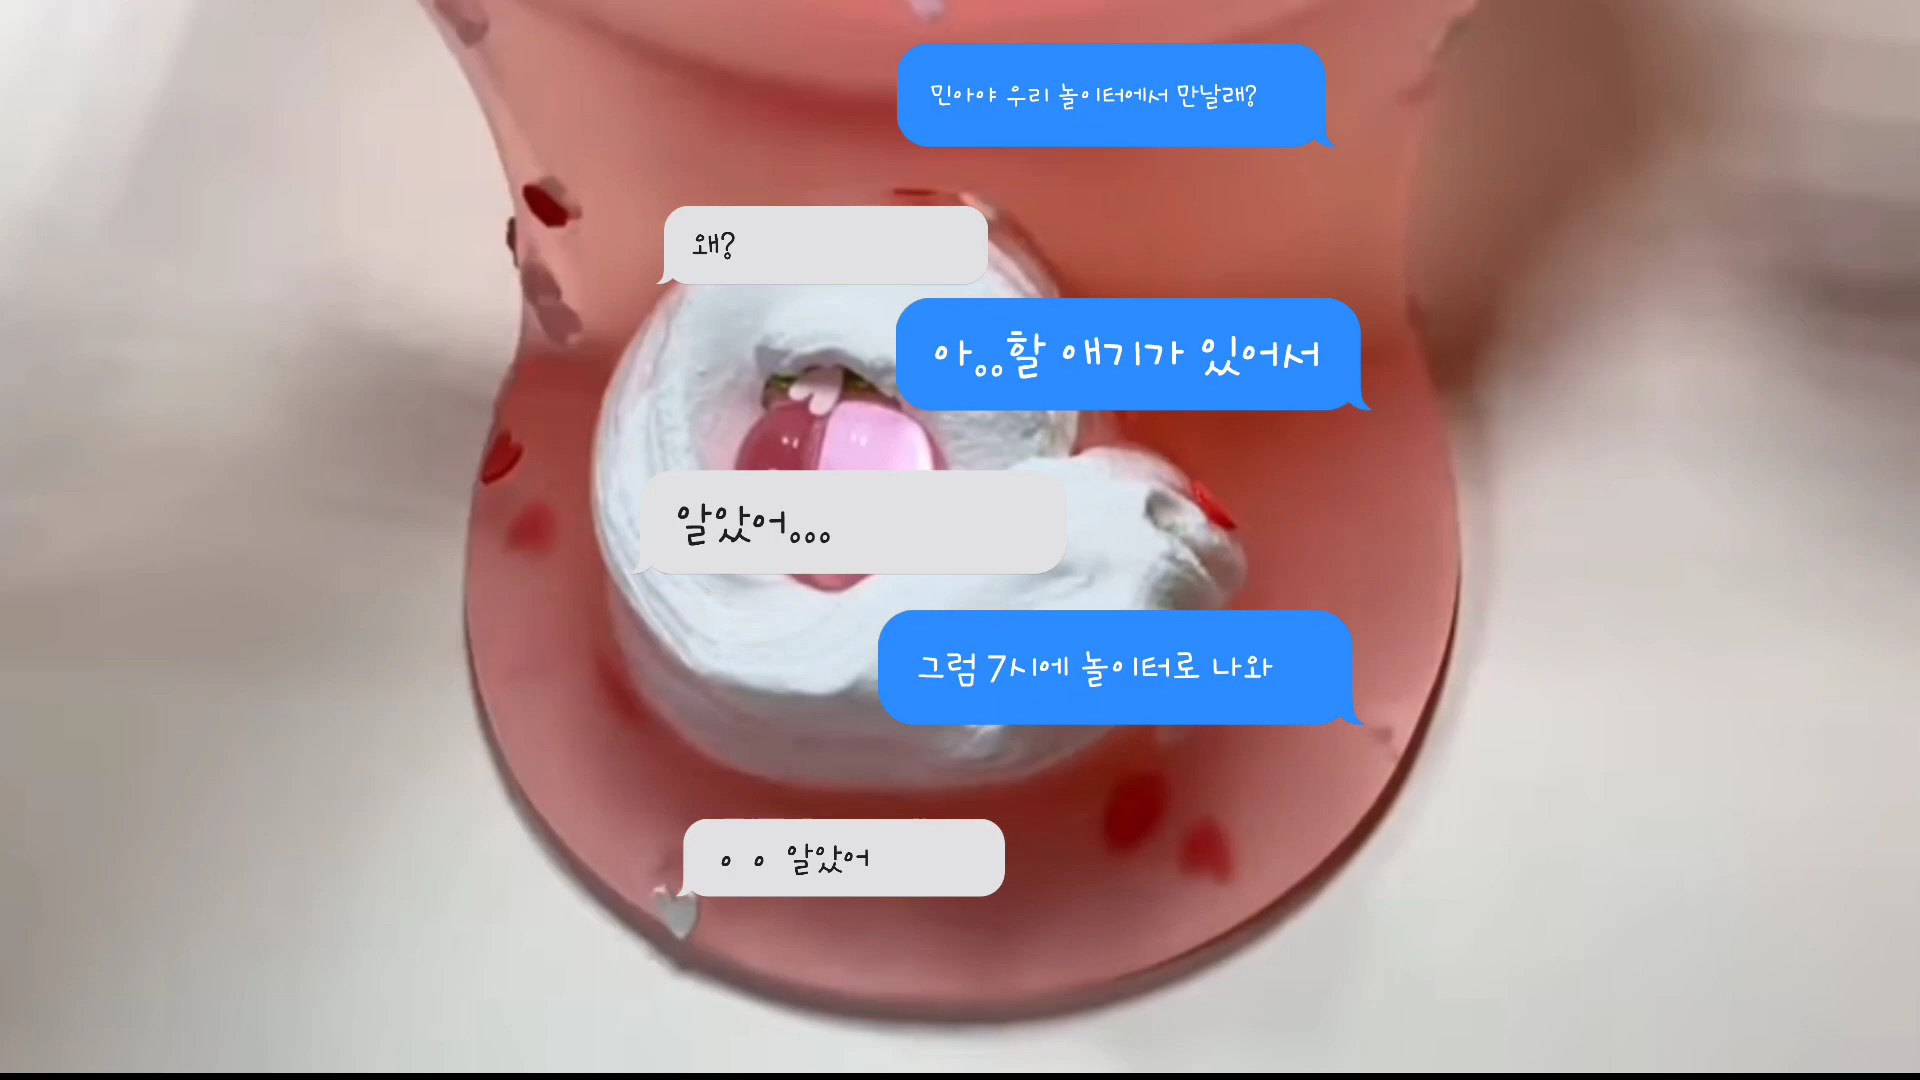 민아야 우리 놀이터에서 만날래?
왜?
아..할 얘기가 있어서
알았어...
그럼 7시에 놀이터로 나와
ㅇ ㅇ 알았어